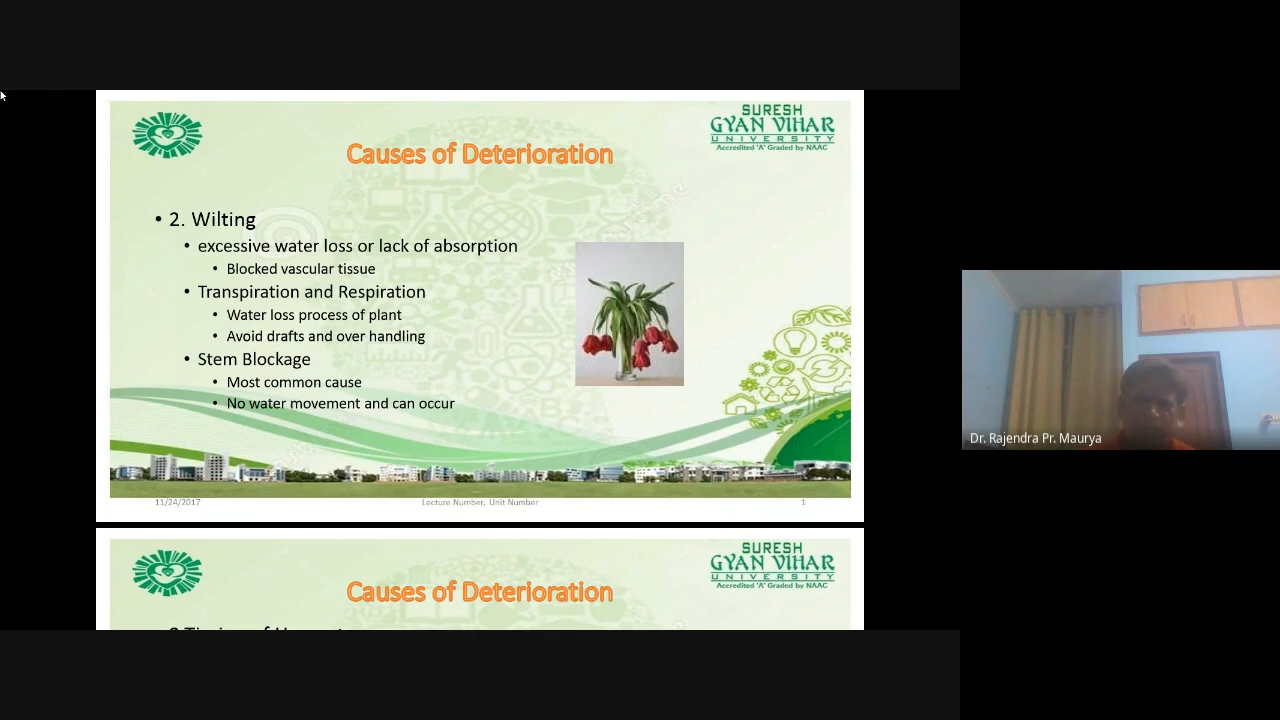 SURESH
GYAN VIHAR
UNIVERSITY
Accredited 'A' Graded by NAAC
Causes of Deterioration
• 2. Wilting
• excessive water loss or lack of absorption
• Blocked vascular tissue
• Transpiration and Respiration
• Water loss process of plant
• Avoid drafts and over handling
• Stem Blockage
• Most common cause
• No water movement and can occur
11/24/2017
Lecture Number, Unit Number
1
Dr. Rajendra Pr. Maurya
SURESH
GYAN VIHAR
UNIVERSITY
Accredited 'A' Graded by NAAC
Causes of Deterioration